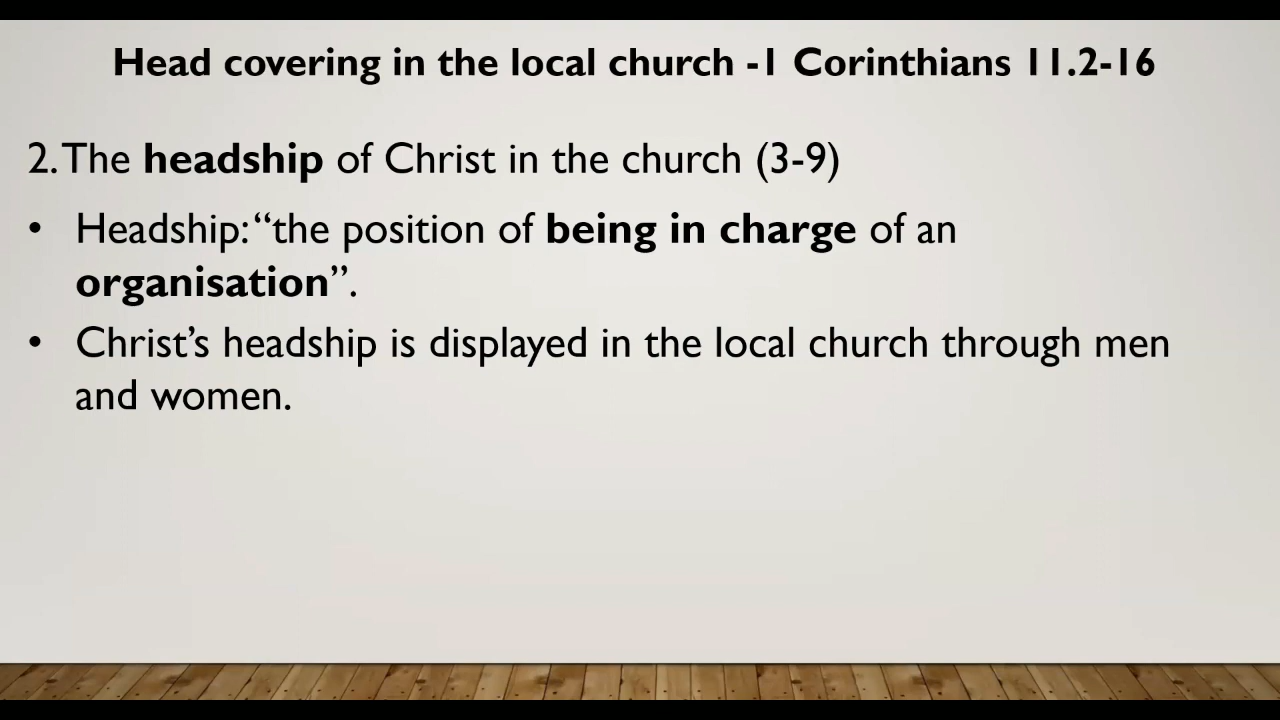 Head covering in the local church -1 Corinthians 11.2-16
2. The headship of Christ in the church (3-9)
• Headship: “the position of being in charge of an
organisation”.
• Christ’s headship is displayed in the local church through men
and women.